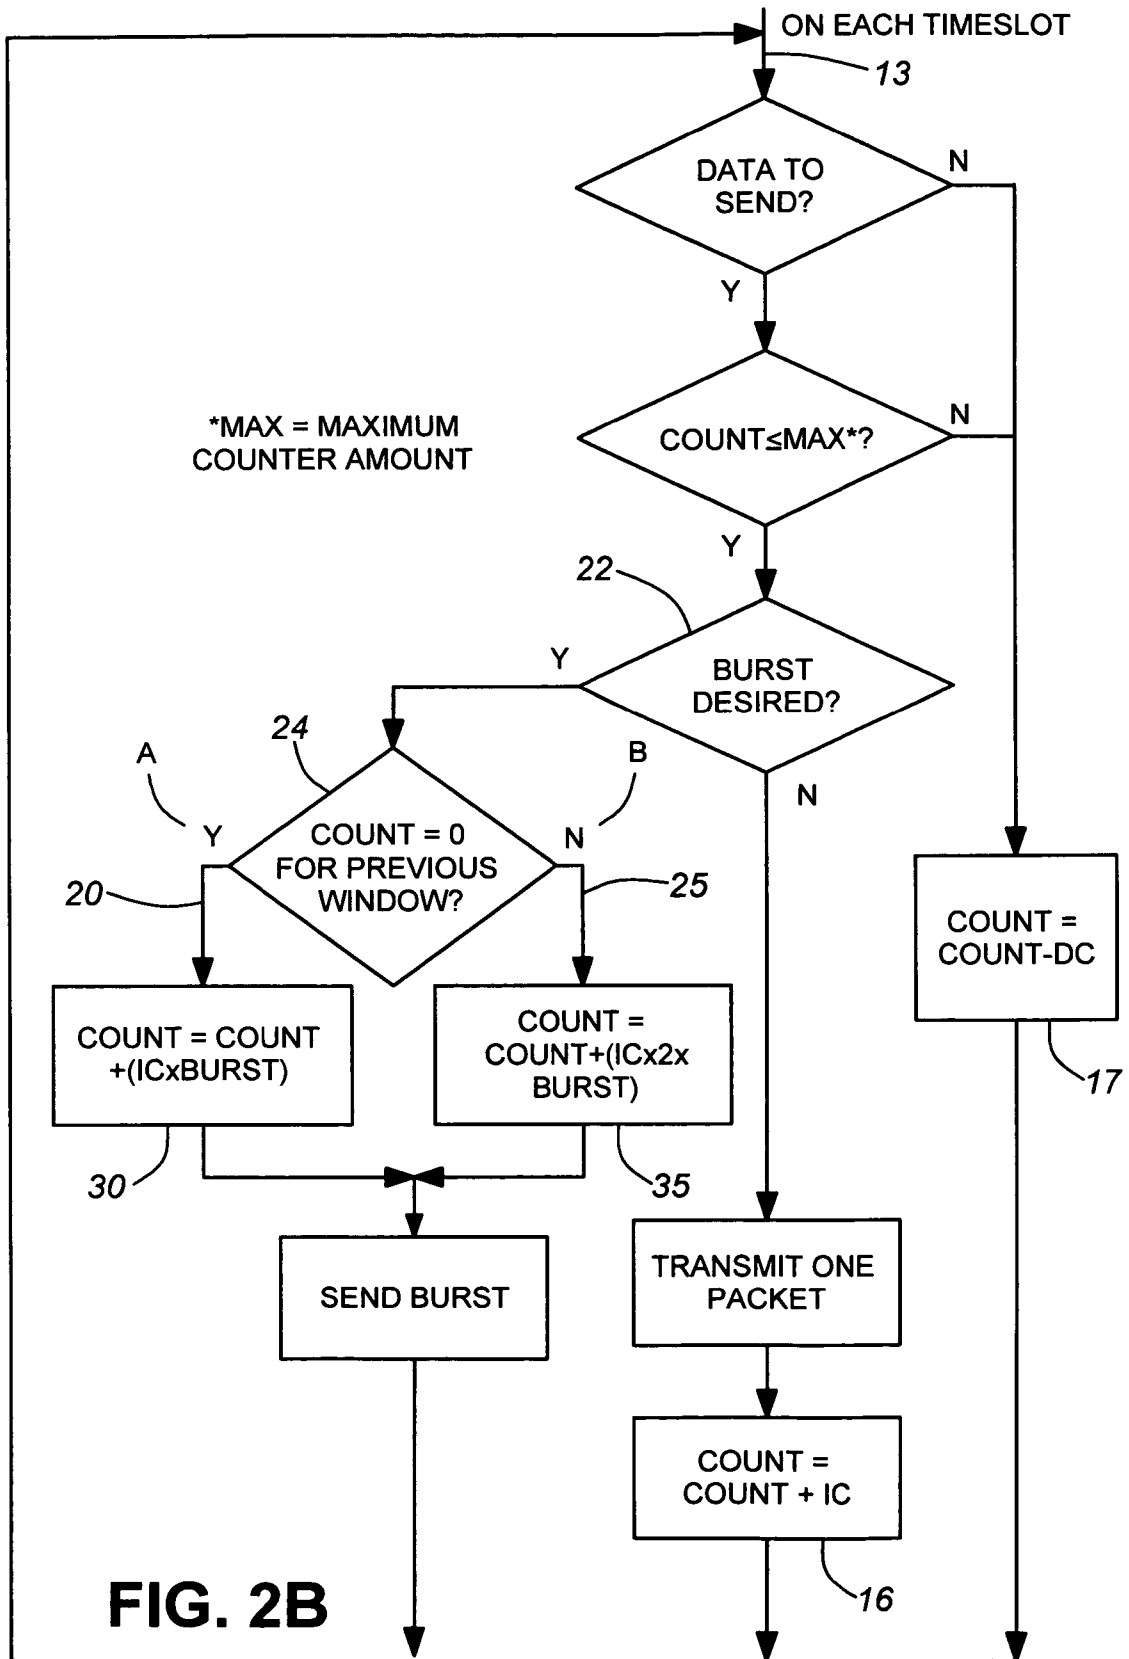 ON EACH TIMESLOT
13
DATA TO
SEND?
N
Y
*MAX = MAXIMUM
COUNTER AMOUNT
COUNT≤MAX*?
N
Y
22
BURST
DESIRED?
Y
N
24
A
B
Y
COUNT = 0
FOR PREVIOUS
WINDOW?
N
20
25
COUNT =
COUNT-DC
17
COUNT = COUNT
+(ICxBURST)
30
COUNT =
COUNT+(ICx2x
BURST)
35
SEND BURST
TRANSMIT ONE
PACKET
COUNT =
COUNT + IC
16
FIG. 2B